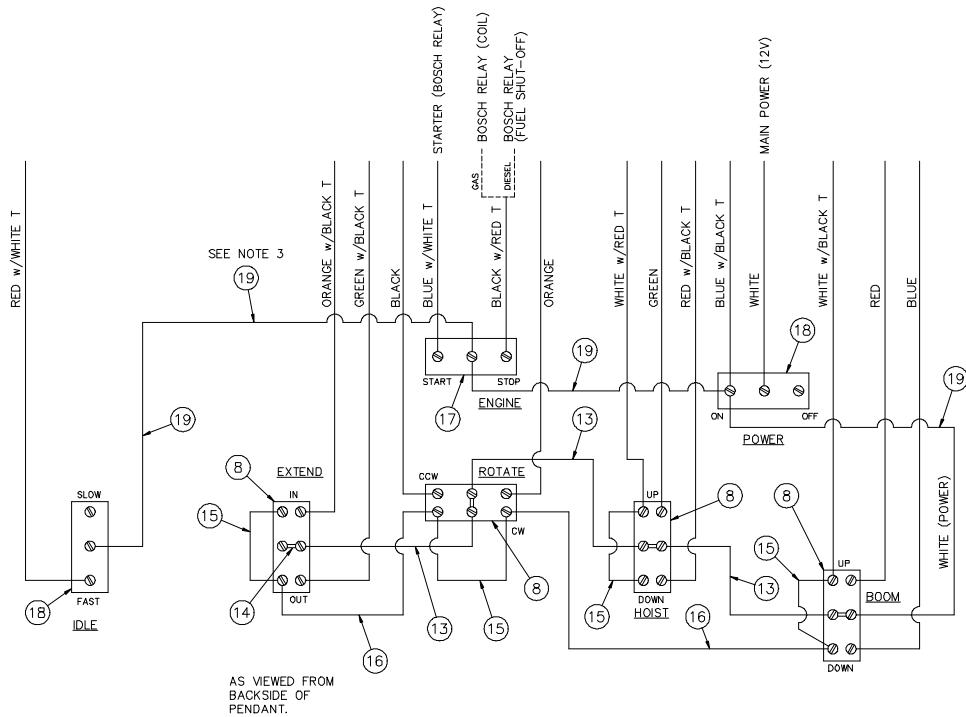 STARTER (BOSCH RELAY)
BOSCH RELAY (COIL)
BOSCH RELAY
(FUEL SHUT-OFF)
MAIN POWER (12V)
GAS
DIESEL
RED w/WHITE T
ORANGE w/BLACK T
GREEN w/BLACK T
BLACK
BLUE w/WHITE T
BLACK w/RED T
ORANGE
WHITE w/RED T
GREEN
RED w/BLACK T
BLUE w/BLACK T
WHITE
WHITE w/BLACK T
RED
BLUE
SEE NOTE 3
19
18
START
STOP
17
ENGINE
19
ON
OFF
POWER
19
19
13
8
EXTEND
CCW
ROTATE
SLOW
IN
UP
8
8
15
CW
WHITE (POWER)
15
UP
FAST
OUT
8
DOWN
BOOM
18
IDLE
14
13
15
15
HOIST
13
16
16
DOWN
AS VIEWED FROM
BACKSIDE OF
PENDANT.